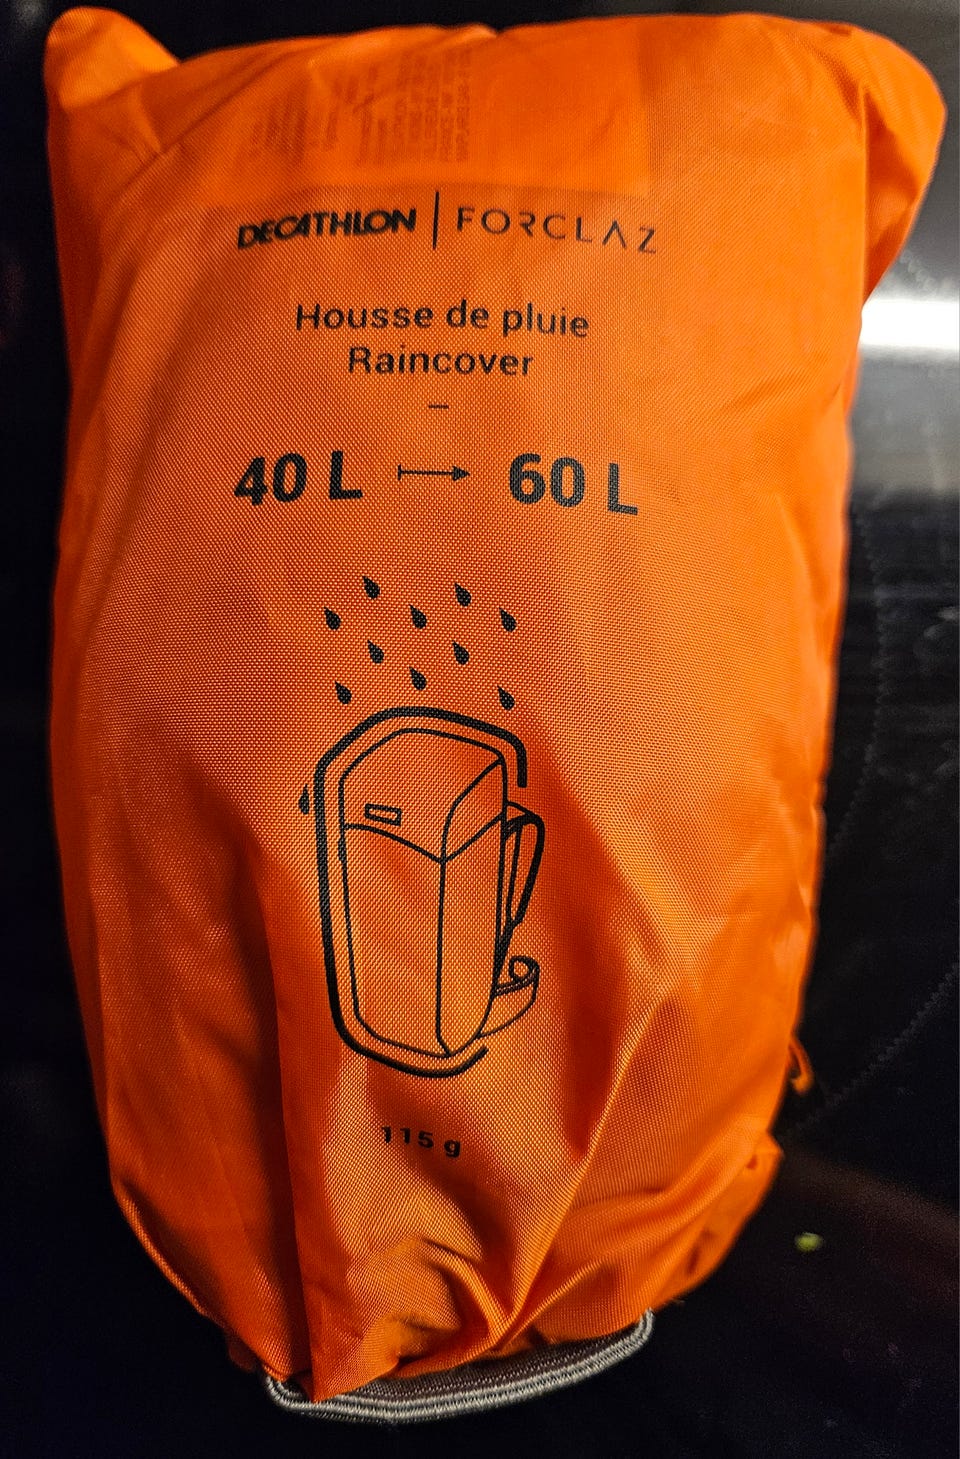 DECATHLON | FORCLAZ
Housse de pluie
Raincover
–
40 L → 60 L
115 g